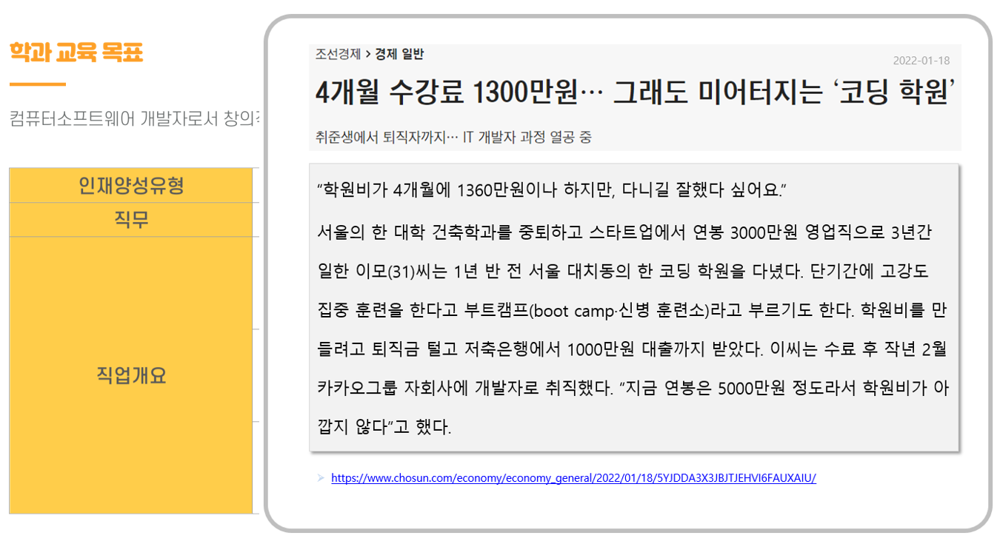 학과 교육 목표
컴퓨터소프트웨어 개발자로서
인재양성유형
직무
직업개요
조선경제 > 경제 일반
2022-01-18
4개월 수강료 1300만원… 그래도 미어터지는 ‘코딩 학원’
취준생에서 퇴직자까지… IT 개발자 과정 열공 중
“학원비가 4개월에 1360만원이나 하지만, 다니길 잘했다 싶어요.”
서울의 한 대학 건축학과를 중퇴하고 스타트업에서 연봉 3000만원 영업직으로 3년간
일한 이모(31)씨는 1년 반 전 서울 대치동의 한 코딩 학원을 다녔다. 단기간에 고강도
집중 훈련을 한다고 부트캠프(boot camp·신병 훈련소)라고 부르기도 한다. 학원비를 만
들려고 퇴직금 털고 저축은행에서 1000만원 대출까지 받았다. 이씨는 수료 후 작년 2월
카카오그룹 자회사에 개발자로 취직했다. “지금 연봉은 5000만원 정도라서 학원비가 아
깝지 않다”고 했다.
https://www.chosun.com/economy/economy_general/2022/01/18/5YJDDA3X3JBJTJEHVI6FAUXAIU/